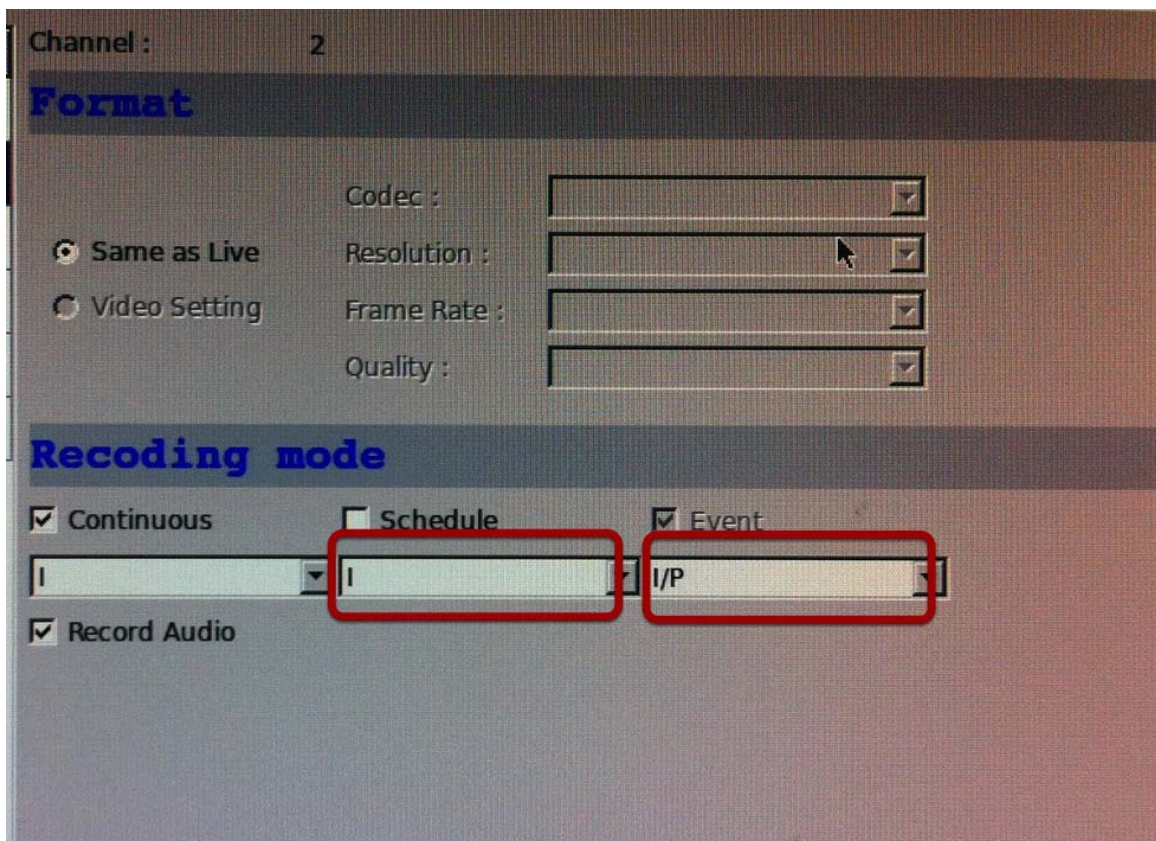 Channel : 2
Format
Codec :
Same as Live
Resolution :
Video Setting
Frame Rate :
Quality :
Recoding mode
Continuous Schedule Event
I I I/P
Record Audio